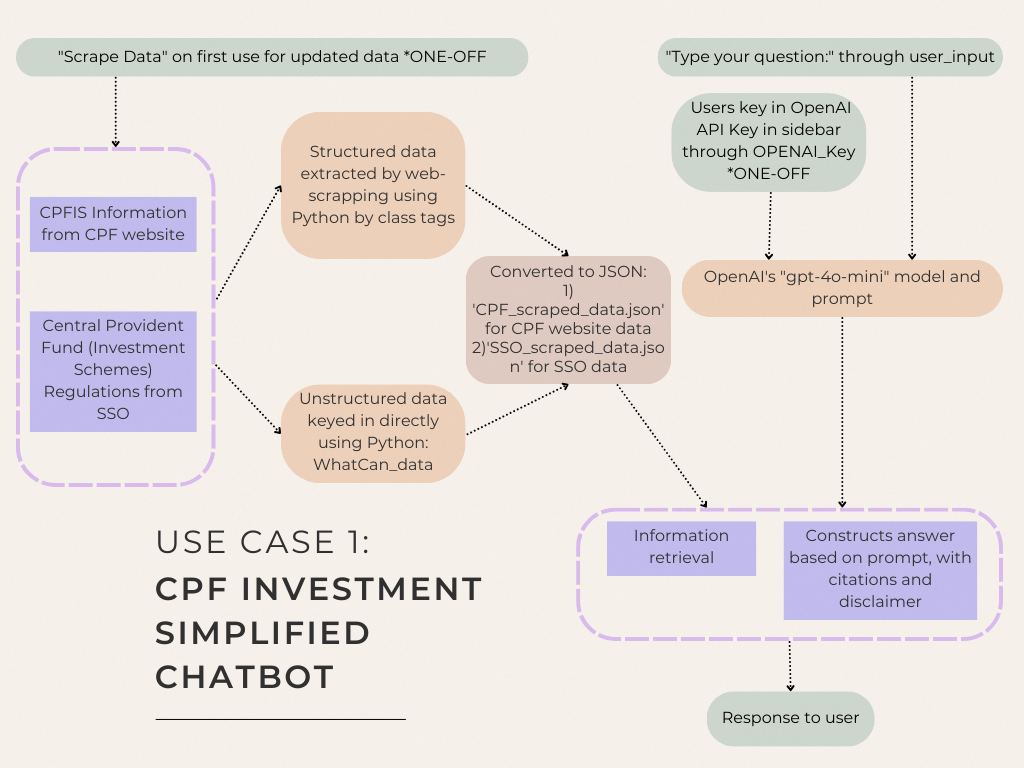 "Scrape Data" on first use for updated data *ONE-OFF
"Type your question:" through user_input
Users key in OpenAI
API Key in sidebar
through OPENAI_Key
*ONE-OFF
Structured data
extracted by web-
scrapping using
Python by class tags
CPFIS Information
from CPF website
Central Provident
Fund (Investment
Schemes)
Regulations from
SSO
Converted to JSON:
1)
'CPF_scraped_data.json'
for CPF website data
2)'SSO_scraped_data.jso
n' for SSO data
OpenAI's "gpt-4o-mini" model and
prompt
Unstructured data
keyed in directly
using Python:
WhatCan_data
Information
retrieval
Constructs answer
based on prompt, with
citations and
disclaimer
USE CASE 1:
CPF INVESTMENT
SIMPLIFIED
CHATBOT
Response to user